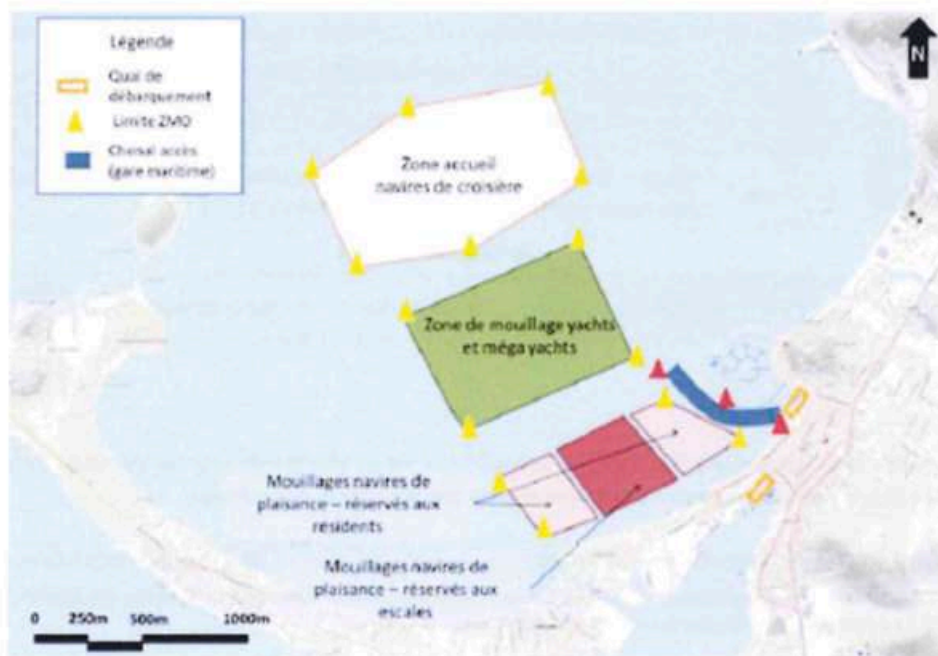 Légende
Quai de
débarquement
Limite ZMO
Chenal accès
(gare maritime)
N
Zone accueil
navires de croisière
Zone de mouillage yachts
et méga yachts
Mouillages navires de
plaisance – réservés aux
résidents
Mouillages navires de
plaisance – réservés aux
escales
0 250m 500m 1000m